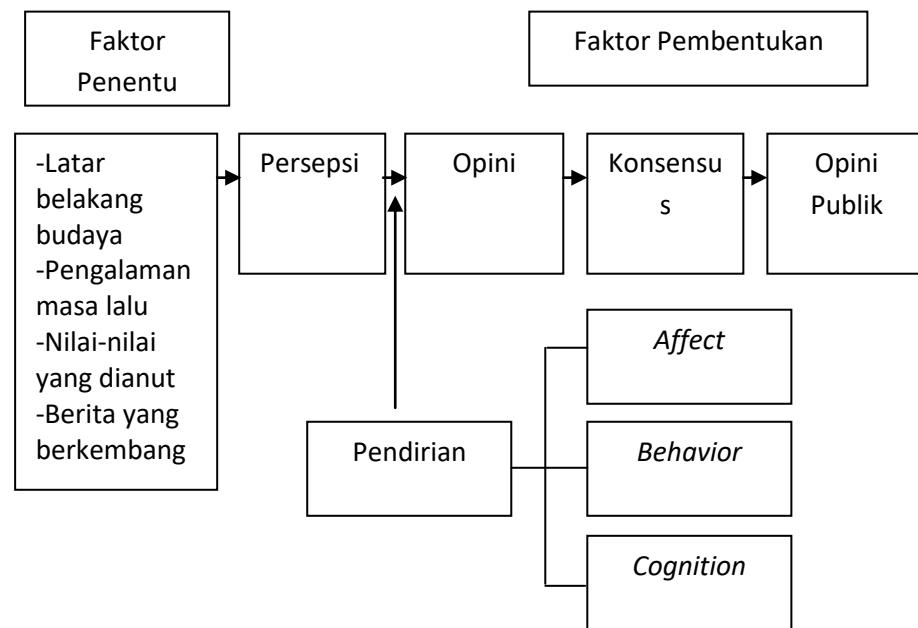 Faktor
Penentu
Faktor Pembentukan
-Latar
belakang
budaya
-Pengalaman
masa lalu
-Nilai-nilai
yang dianut
-Berita yang
berkembang
Persepsi
Opini
Konsensu
s
Opini
Publik
Affect
Pendirian
Behavior
Cognition